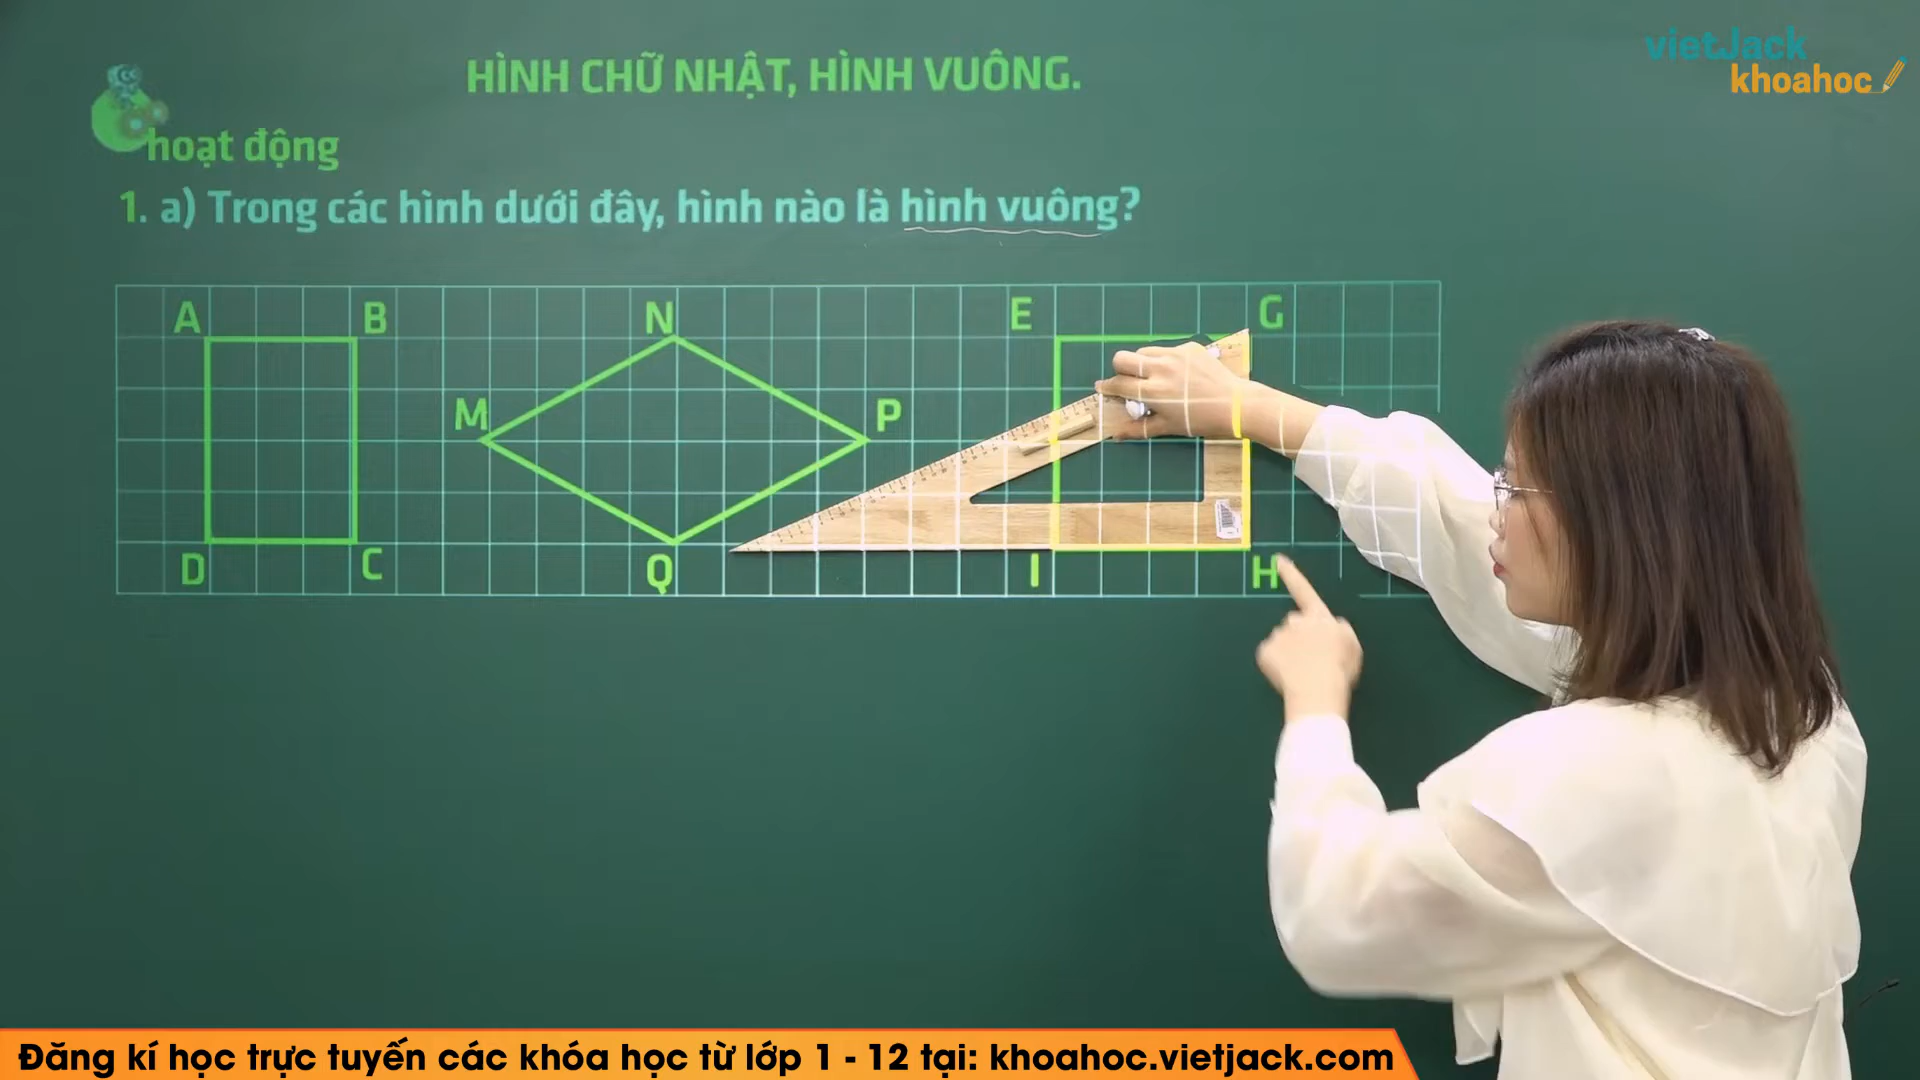 vietJack
khoahoc
HÌNH CHỮ NHẬT, HÌNH VUÔNG.
hoạt động
1. a) Trong các hình dưới đây, hình nào là hình vuông?
A B N E G
M P
D C Q I H
Đăng kí học trực tuyến các khóa học từ lớp 1 - 12 tại: khoahoc.vietjack.com